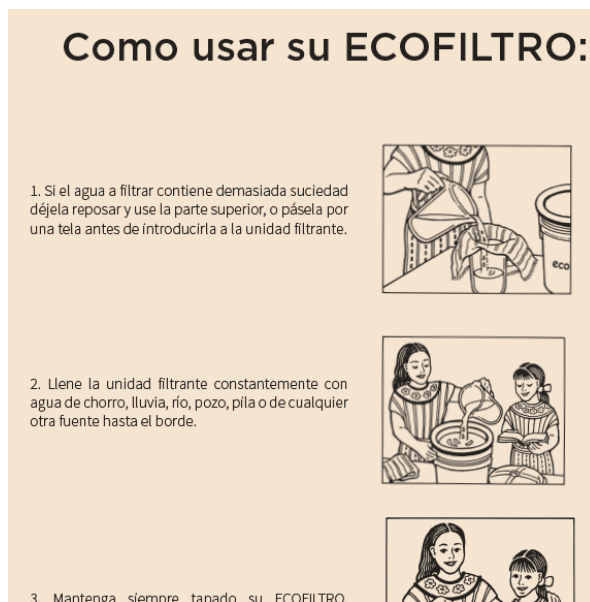 Como usar su ECOFILTRO:
1. Si el agua a filtrar contiene demasiada suciedad
déjela reposar y use la parte superior, o pásela por
una tela antes de introducirla a la unidad filtrante.
eco
2. Llene la unidad filtrante constantemente con
agua de chorro, lluvia, río, pozo, pila o de cualquier
otra fuente hasta el borde.
3. Mantenga siempre tapado su ECOFILTRO.